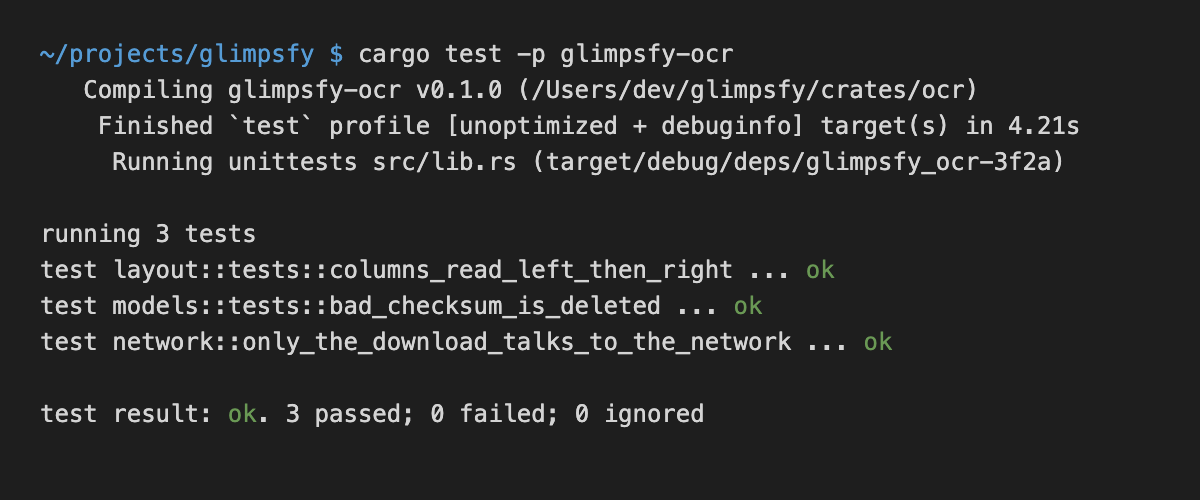 ~/projects/glimpsfy $ cargo test -p glimpsfy-ocr
   Compiling glimpsfy-ocr v0.1.0 (/Users/dev/glimpsfy/crates/ocr)
    Finished `test` profile [unoptimized + debuginfo] target(s) in 4.21s
     Running unittests src/lib.rs (target/debug/deps/glimpsfy_ocr-3f2a)

running 3 tests
test layout::tests::columns_read_left_then_right ... ok
test models::tests::bad_checksum_is_deleted ... ok
test network::only_the_download_talks_to_the_network ... ok

test result: ok. 3 passed; 0 failed; 0 ignored